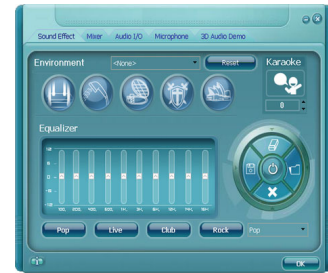 Sound Effect Mixer Audio I/O Microphone 3D Audio Demo
Environment <None> Reset Karaoke
0
Equalizer
Pop Live Club Rock Pop
OK